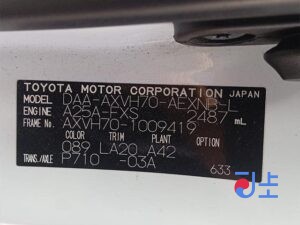 TOYOTA MOTOR CORPORATION JAPAN
MODEL DAA-AXVH70-AEXNB-L
ENGINE A25A-FXS 2487 mL
FRAME No. AXVH70-1009419
COLOR TRIM PLANT OPTION
089 LA20 A42
TRANS./AXLE P710 -03A
633